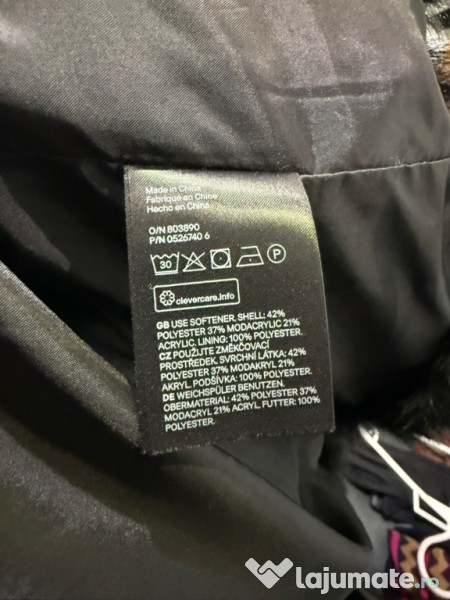 Made in China
Fabriqué en Chine
Hecho en China
O/N 803890
P/N 0526740 6
30 P
clevercare.info
GB USE SOFTENER. SHELL: 42%
POLYESTER 37% MODACRYLIC 21%
ACRYLIC. LINING: 100% POLYESTER.
CZ POUŽIJTE ZMĚKČOVACÍ
PROSTŘEDEK. SVRCHNÍ LÁTKA: 42%
POLYESTER 37% MODACRYL 21%
AKRYL. PODŠÍVKA: 100% POLYESTER.
DE WEICHSPÜLER BENUTZEN.
OBERMATERIAL: 42% POLYESTER 37%
MODACRYL 21% ACRYL. FUTTER: 100%
POLYESTER.
lajumate.ro